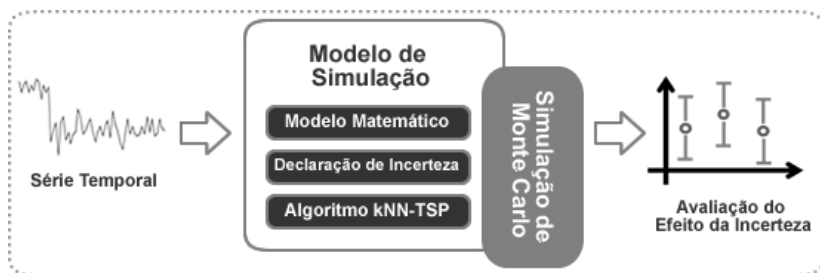 Série Temporal
Modelo de
Simulação
Modelo Matemático
Declaração de Incerteza
Algoritmo kNN-TSP
Simulação de
Monte Carlo
Avaliação do
Efeito da Incerteza